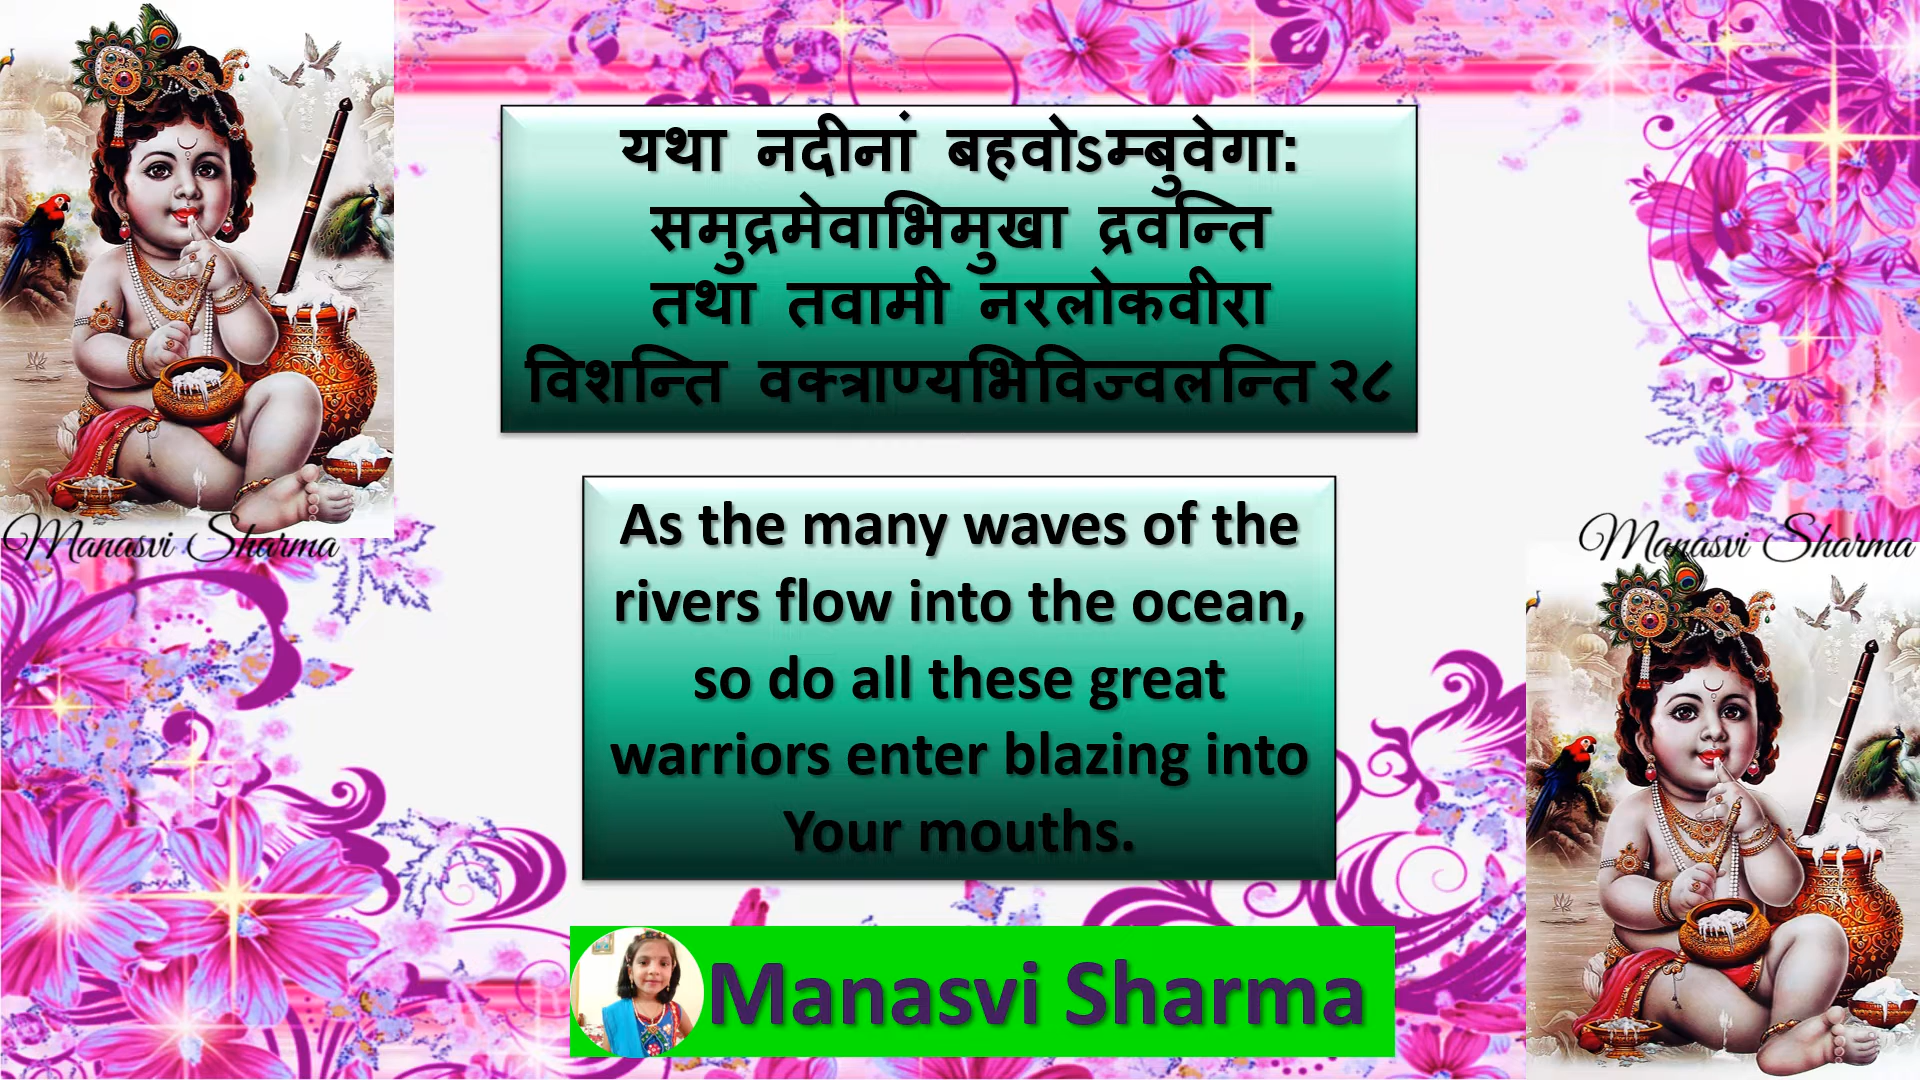 यथा नदीनां बहवोऽम्बुवेगा:
समुद्रमेवाभिमुखा द्रवन्ति
तथा तवामी नरलोकवीरा
विशन्ति वक्त्राण्यभिविज्वलन्ति २८
As the many waves of the
rivers flow into the ocean,
so do all these great
warriors enter blazing into
Your mouths.
Manasvi Sharma
Manasvi Sharma
Manasvi Sharma